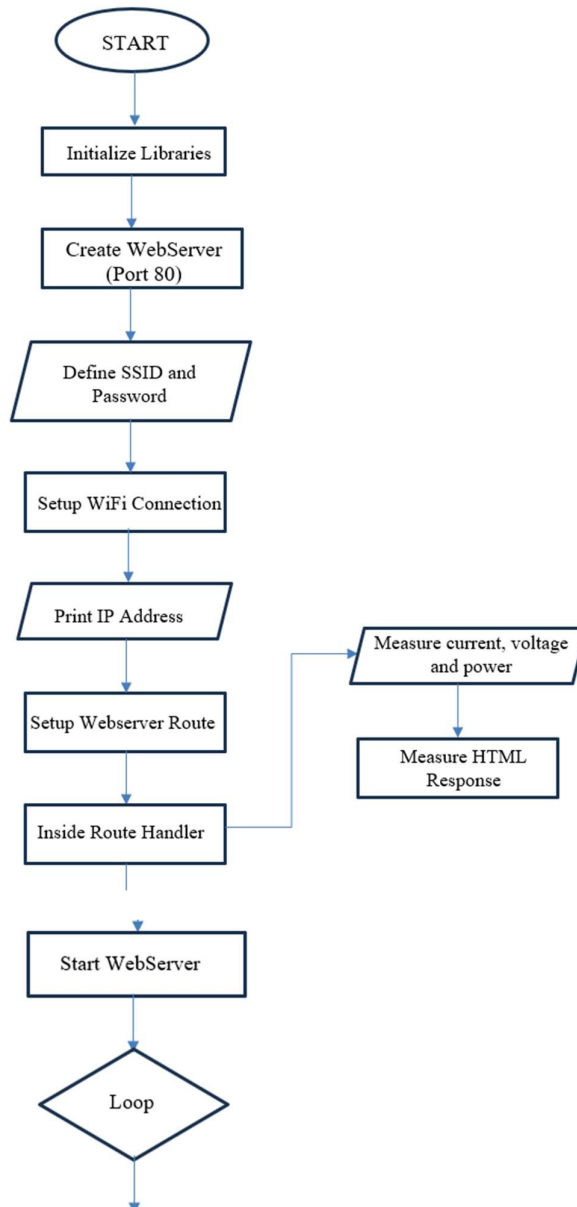 START
Initialize Libraries
Create WebServer
(Port 80)
Define SSID and
Password
Setup WiFi Connection
Print IP Address
Measure current, voltage
and power
Setup Webserver Route
Measure HTML
Response
Inside Route Handler
Start WebServer
Loop